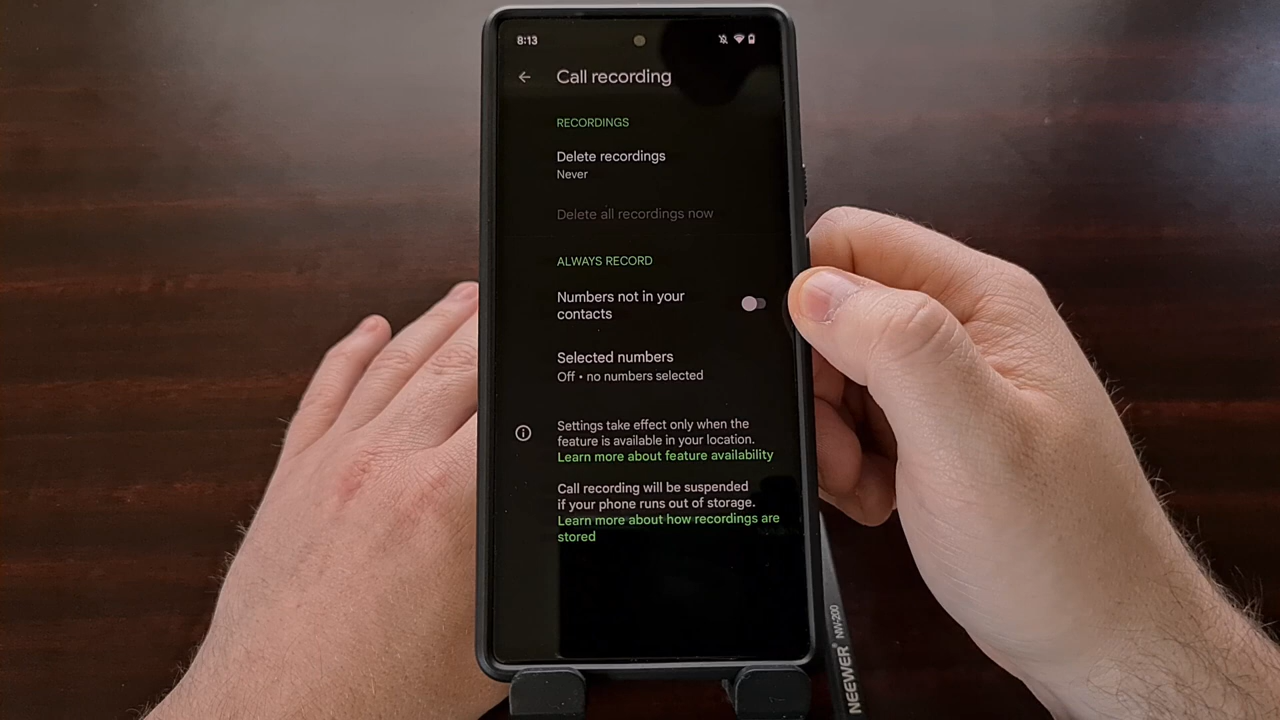 8:13
Call recording
RECORDINGS
Delete recordings
Never
Delete all recordings now
ALWAYS RECORD
Numbers not in your
contacts
Selected numbers
Off • no numbers selected
Settings take effect only when the
feature is available in your location.
Learn more about feature availability
Call recording will be suspended
if your phone runs out of storage.
Learn more about how recordings are
stored
NEEWER® NW-200